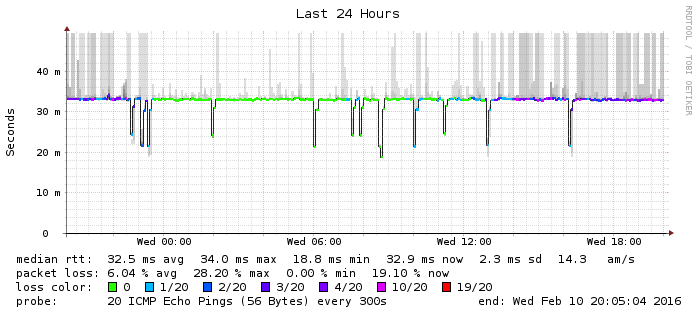 Last 24 Hours
RRDTOOL / TOBI OETIKER
Seconds
40 m
30 m
20 m
10 m
0
Wed 00:00 Wed 06:00 Wed 12:00 Wed 18:00
median rtt: 32.5 ms avg 34.0 ms max 18.8 ms min 32.9 ms now 2.3 ms sd 14.3 am/s
packet loss: 6.04 % avg 28.20 % max 0.00 % min 19.10 % now
loss color: 0 1/20 2/20 3/20 4/20 10/20 19/20
probe: 20 ICMP Echo Pings (56 Bytes) every 300s end: Wed Feb 10 20:05:04 2016